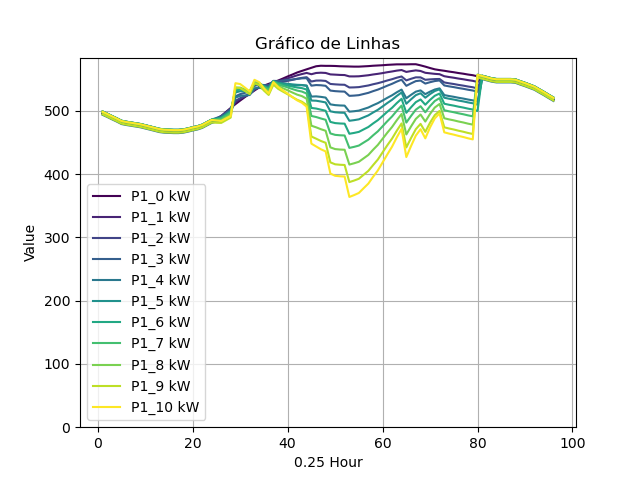 Gráfico de Linhas
Value
500
400
300
200
100
0
P1_0 kW
P1_1 kW
P1_2 kW
P1_3 kW
P1_4 kW
P1_5 kW
P1_6 kW
P1_7 kW
P1_8 kW
P1_9 kW
P1_10 kW
0 20 40 60 80 100
0.25 Hour